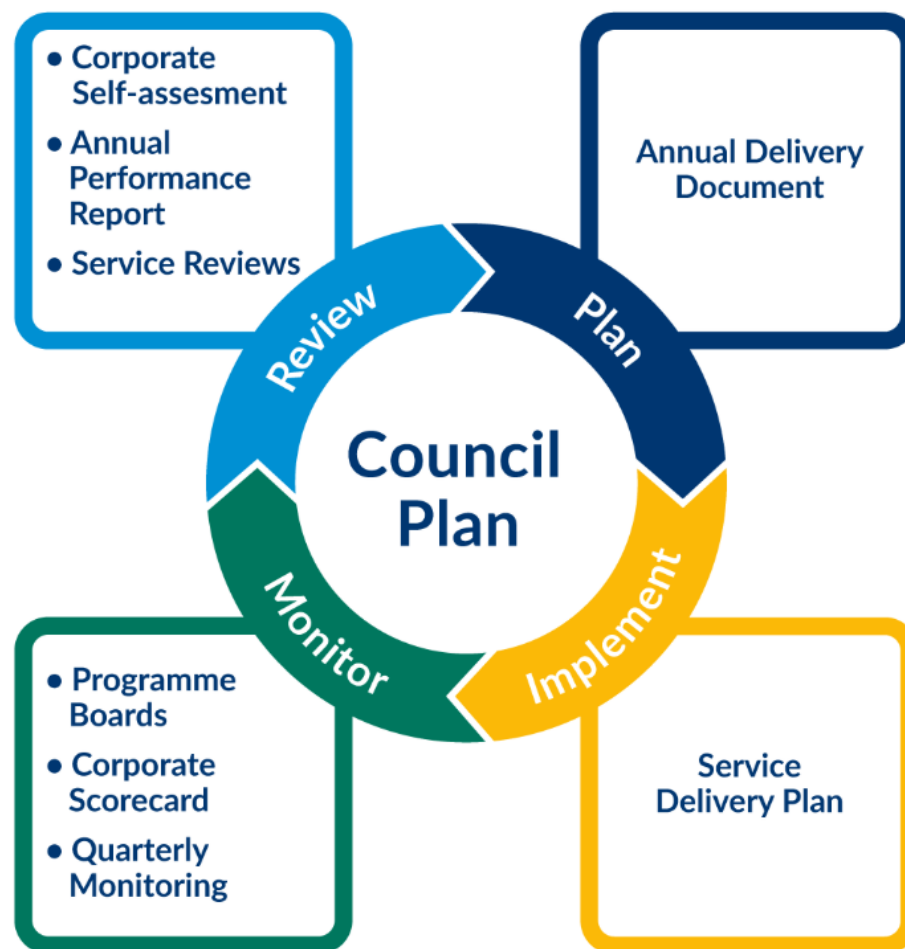 • Corporate
Self-assesment
• Annual
Performance
Report
• Service Reviews
Annual Delivery
Document
Review
Plan
Council
Plan
Monitor
Implement
• Programme
Boards
• Corporate
Scorecard
• Quarterly
Monitoring
Service
Delivery Plan